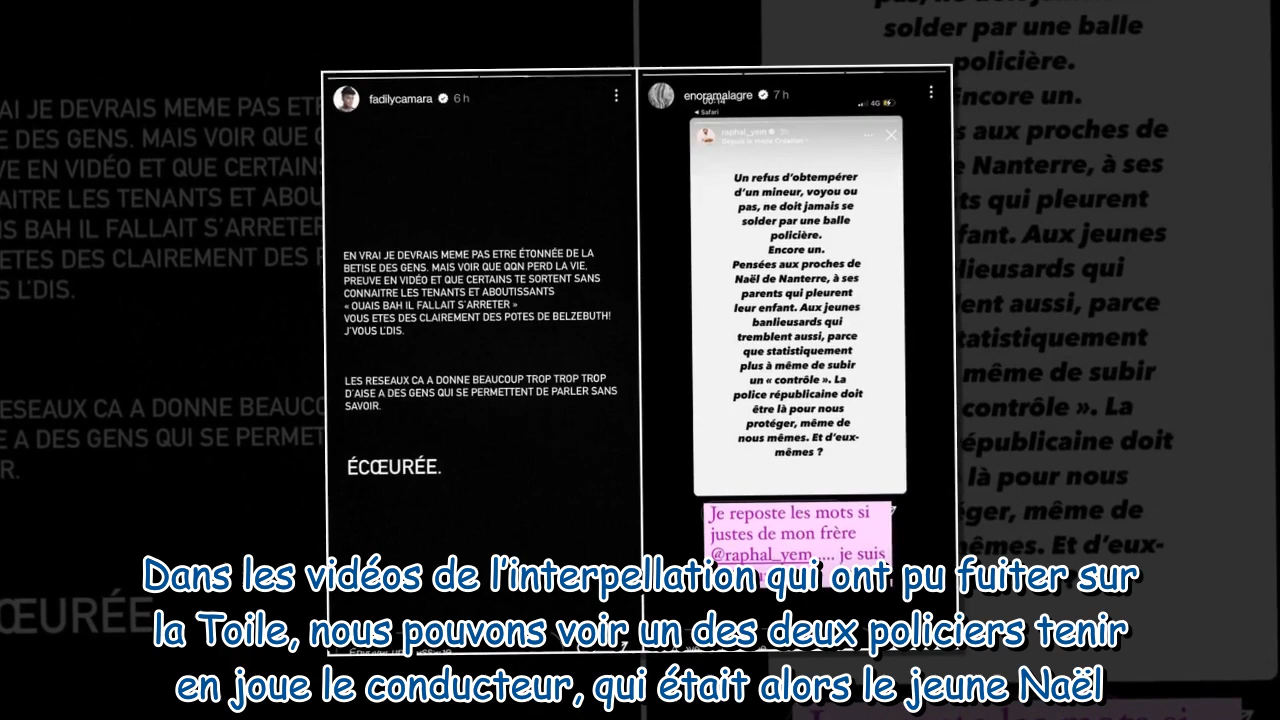 fadilycamara 6 h
EN VRAI JE DEVRAIS MEME PAS ETRE ÉTONNÉE DE LA
BETISE DES GENS. MAIS VOIR QUE QQN PERD LA VIE,
PREUVE EN VIDÉO ET QUE CERTAINS TE SORTENT SANS
CONNAITRE LES TENANTS ET ABOUTISSANTS
« OUAIS BAH IL FALLAIT S'ARRETER »
VOUS ETES DES CLAIREMENT DES POTES DE BELZEBUTH!
J'VOUS L'DIS.
LES RESEAUX CA A DONNE BEAUCOUP TROP TROP TROP
D'AISE A DES GENS QUI SE PERMETTENT DE PARLER SANS
SAVOIR.
ÉCŒURÉE.
enoramalagre 7 h
00:14
4G
Safari
raphal_yem
Un refus d'obtempérer
d'un mineur, voyou ou
pas, ne doit jamais se
solder par une balle
policière.
Encore un.
Pensées aux proches de
Naël de Nanterre, à ses
parents qui pleurent
leur enfant. Aux jeunes
banlieusards qui
tremblent aussi, parce
que statistiquement
plus à même de subir
un « contrôle ». La
police républicaine doit
être là pour nous
protéger, même de
nous mêmes. Et d'eux-
mêmes ?
Je reposte les mots si
justes de mon frère
@raphal_yem .... je suis
Dans les vidéos de l'interpellation qui ont pu fuiter sur
la Toile, nous pouvons voir un des deux policiers tenir
en joue le conducteur, qui était alors le jeune Naël